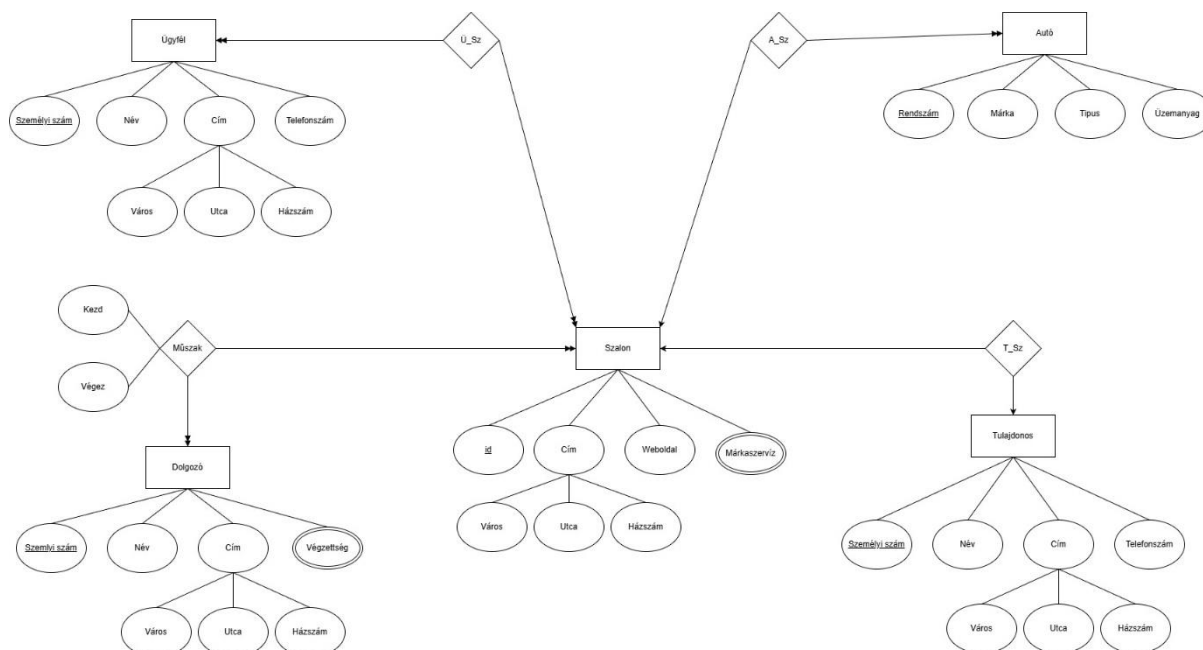 Ügyfél
Ü_Sz
A_Sz
Autó
Személyi szám
Név
Cím
Telefonszám
Rendszám
Márka
Tipus
Üzemanyag
Város
Utca
Házszám
Kezd
Műszak
Végez
Szalon
T_Sz
Dolgozó
id
Cím
Weboldal
Márkaszervíz
Tulajdonos
Város
Utca
Házszám
Szemlyi szám
Név
Cím
Végzettség
Személyi szám
Név
Cím
Telefonszám
Város
Utca
Házszám
Város
Utca
Házszám